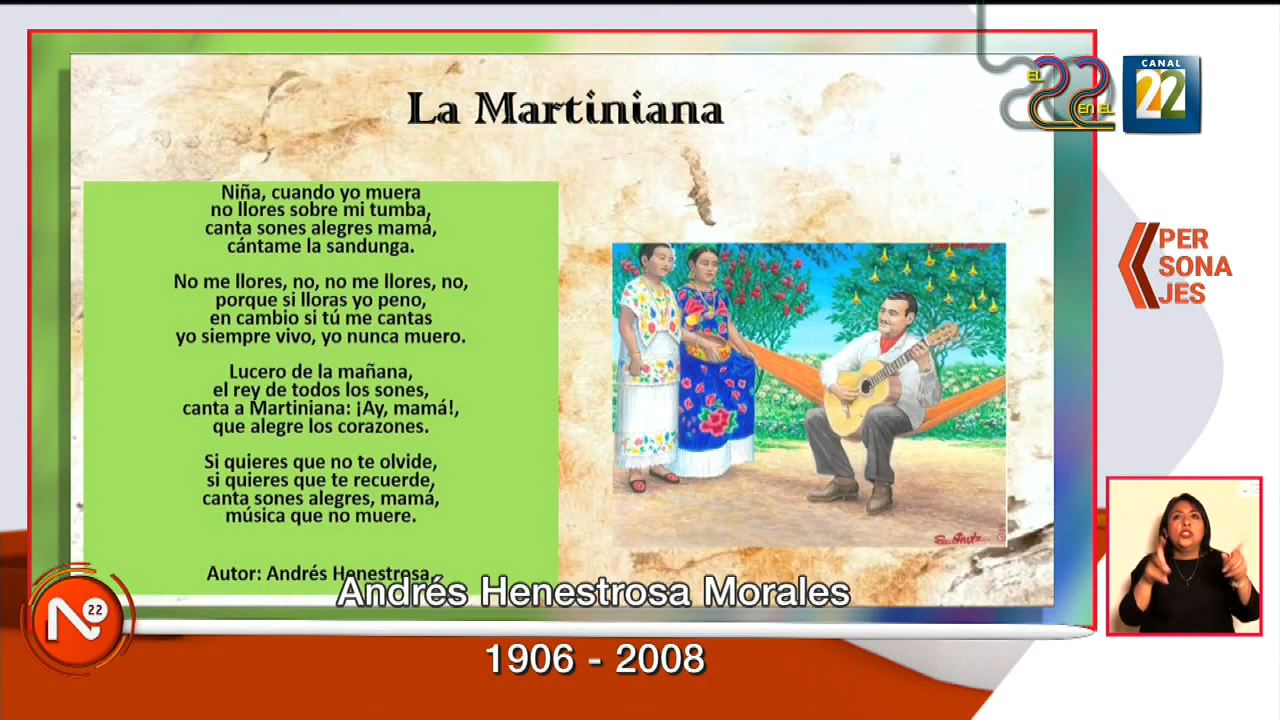 La Martiniana
Niña, cuando yo muera
no llores sobre mi tumba,
canta sones alegres mamá,
cántame la sandunga.
No me llores, no, no me llores, no,
porque si lloras yo peno,
en cambio si tú me cantas
yo siempre vivo, yo nunca muero.
Lucero de la mañana,
el rey de todos los sones,
canta a Martiniana: ¡Ay, mamá!,
que alegre los corazones.
Si quieres que no te olvide,
si quieres que te recuerde,
canta sones alegres, mamá,
música que no muere.
Autor: Andrés Henestrosa
Andrés Henestrosa Morales
1906 - 2008
EL 22 EN EL
CANAL
22
PER
SONA
JES
N22